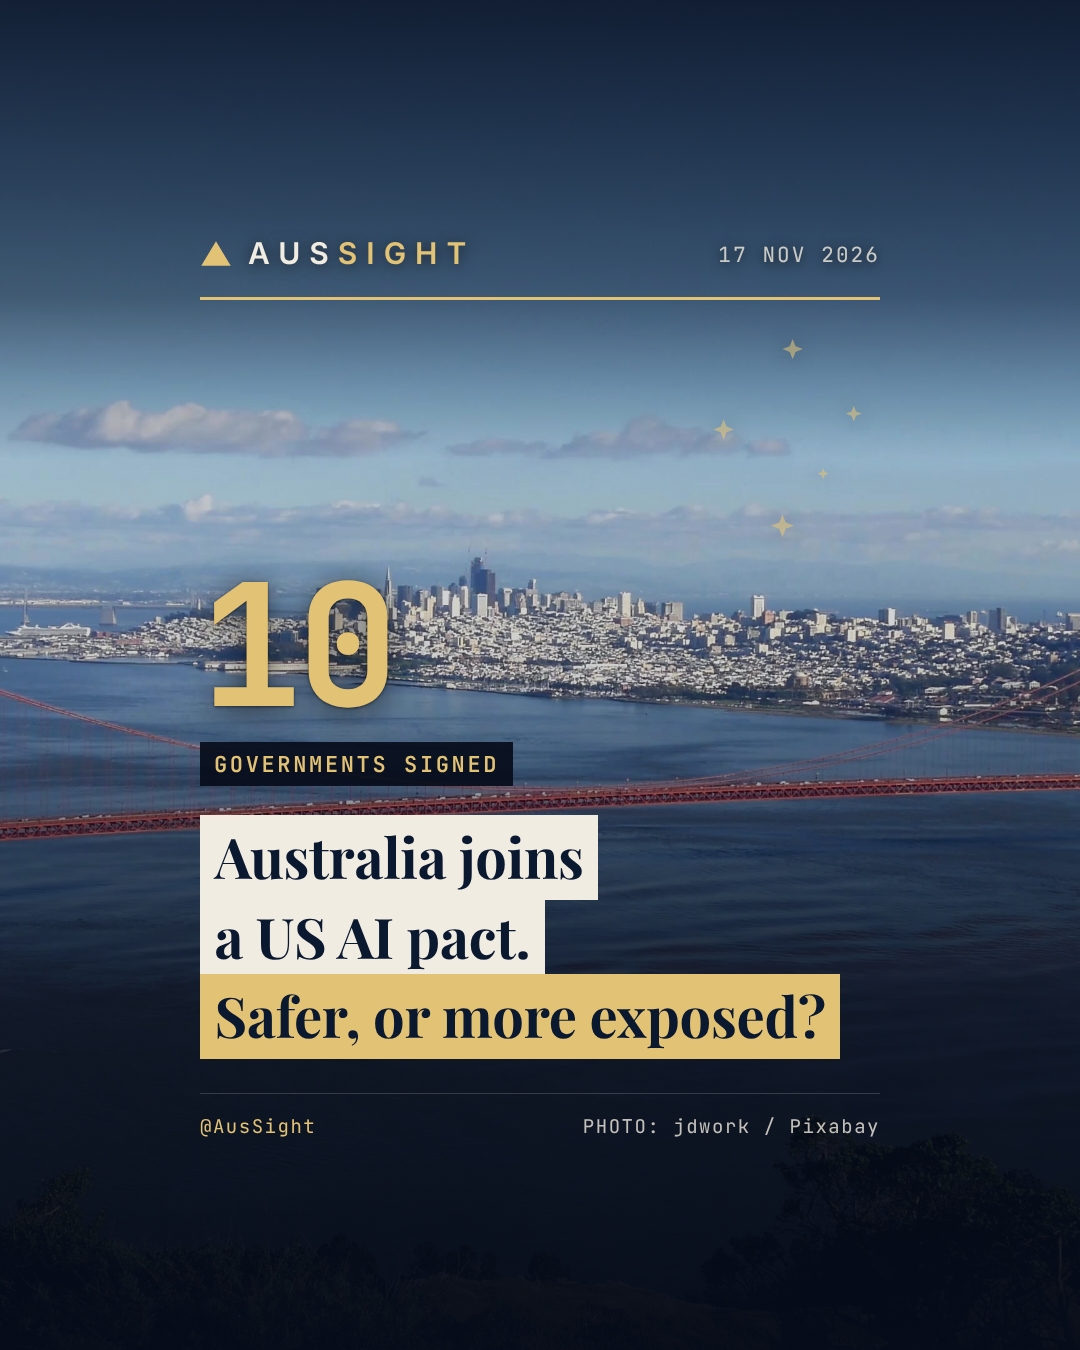 AUSSIGHT
17 NOV 2026
10
GOVERNMENTS SIGNED
Australia joins
a US AI pact.
Safer, or more exposed?
@AusSight
PHOTO: jdwork / Pixabay